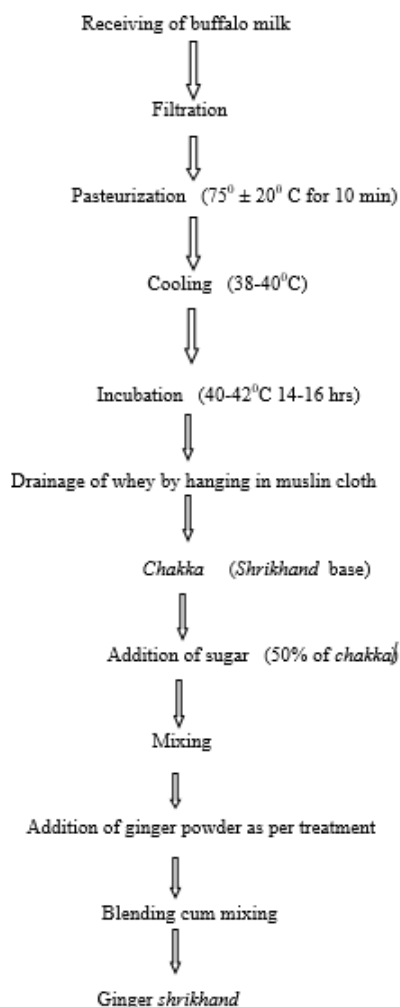 Receiving of buffalo milk
Filtration
Pasteurization (75⁰ ± 20⁰ C for 10 min)
Cooling (38-40⁰C)
Incubation (40-42⁰C 14-16 hrs)
Drainage of whey by hanging in muslin cloth
Chakka (Shrikhand base)
Addition of sugar (50% of chakka)
Mixing
Addition of ginger powder as per treatment
Blending cum mixing
Ginger shrikhand